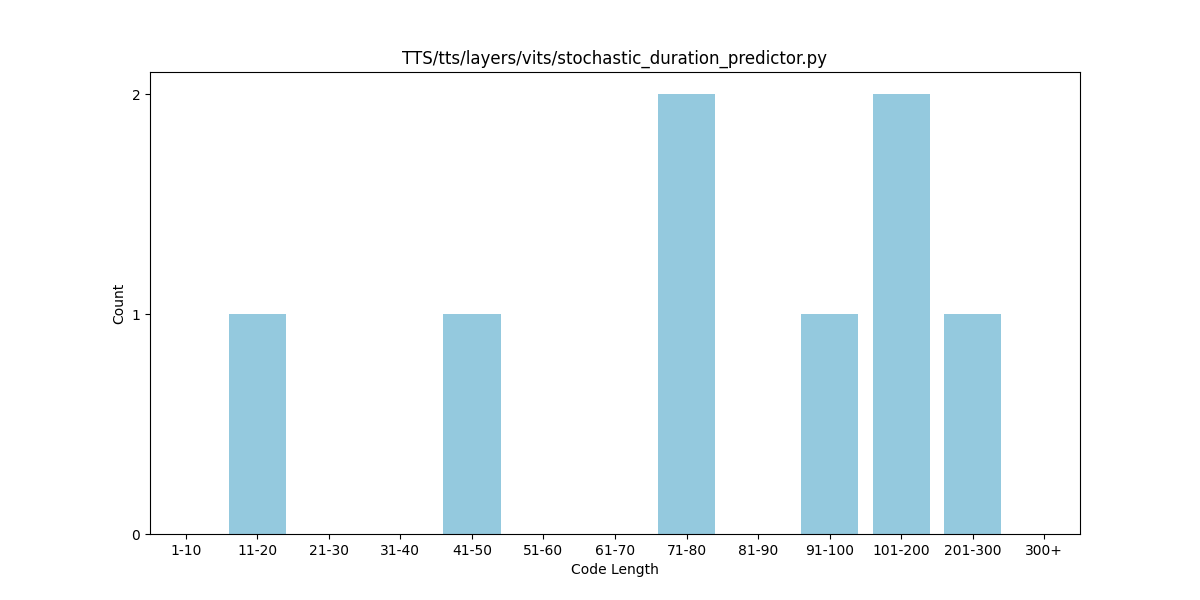 TTS/tts/layers/vits/stochastic_duration_predictor.py
Count
2
1
0
1-10 11-20 21-30 31-40 41-50 51-60 61-70 71-80 81-90 91-100 101-200 201-300 300+
Code Length